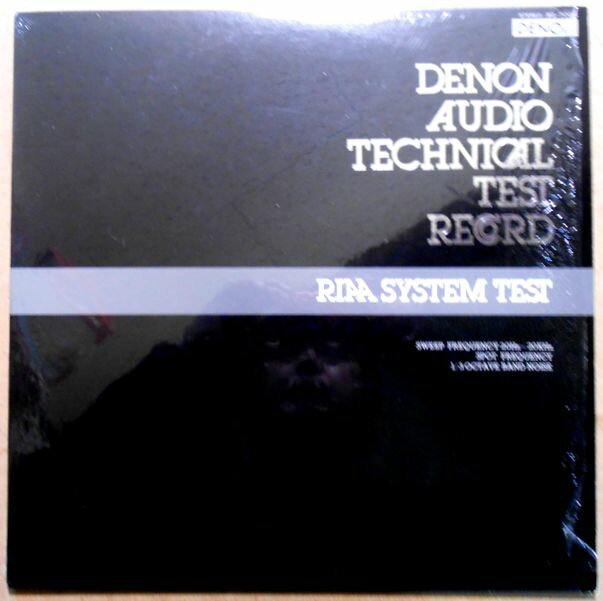 DENON
DENON
AUDIO
TECHNICAL
TEST
RECORD
RIAA SYSTEM TEST
SWEEP FREQUENCY 20Hz - 20KHz
SPOT FREQUENCY
1/3 OCTAVE BAND NOISE